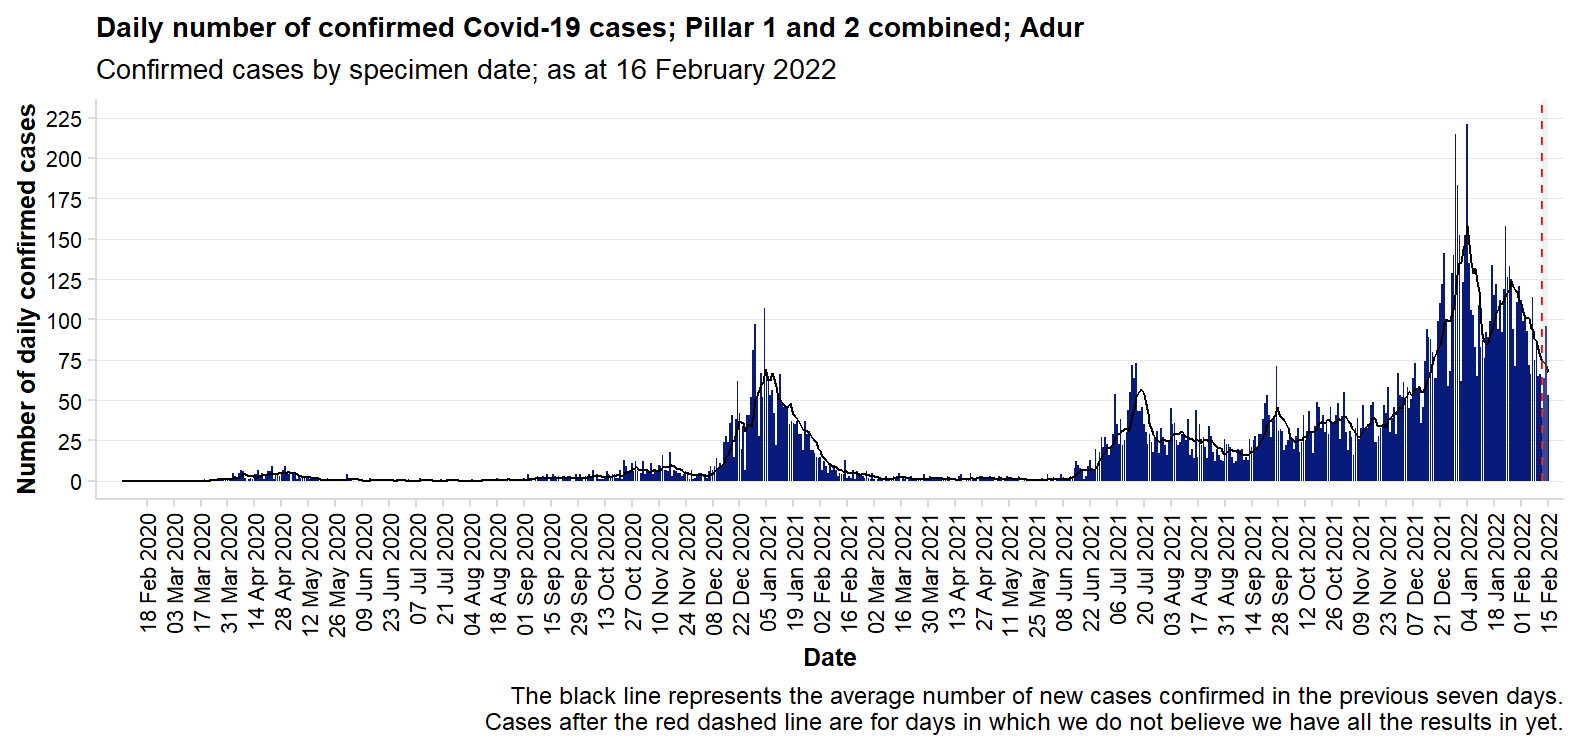 Daily number of confirmed Covid-19 cases; Pillar 1 and 2 combined; Adur
Confirmed cases by specimen date; as at 16 February 2022
Number of daily confirmed cases
225
200
175
150
125
100
75
50
25
0
18 Feb 2020
03 Mar 2020
17 Mar 2020
31 Mar 2020
14 Apr 2020
28 Apr 2020
12 May 2020
26 May 2020
09 Jun 2020
23 Jun 2020
07 Jul 2020
21 Jul 2020
04 Aug 2020
18 Aug 2020
01 Sep 2020
15 Sep 2020
29 Sep 2020
13 Oct 2020
27 Oct 2020
10 Nov 2020
24 Nov 2020
08 Dec 2020
22 Dec 2020
05 Jan 2021
19 Jan 2021
02 Feb 2021
16 Feb 2021
02 Mar 2021
16 Mar 2021
30 Mar 2021
13 Apr 2021
27 Apr 2021
11 May 2021
25 May 2021
08 Jun 2021
22 Jun 2021
06 Jul 2021
20 Jul 2021
03 Aug 2021
17 Aug 2021
31 Aug 2021
14 Sep 2021
28 Sep 2021
12 Oct 2021
26 Oct 2021
09 Nov 2021
23 Nov 2021
07 Dec 2021
21 Dec 2021
04 Jan 2022
18 Jan 2022
01 Feb 2022
15 Feb 2022
Date
The black line represents the average number of new cases confirmed in the previous seven days.
Cases after the red dashed line are for days in which we do not believe we have all the results in yet.